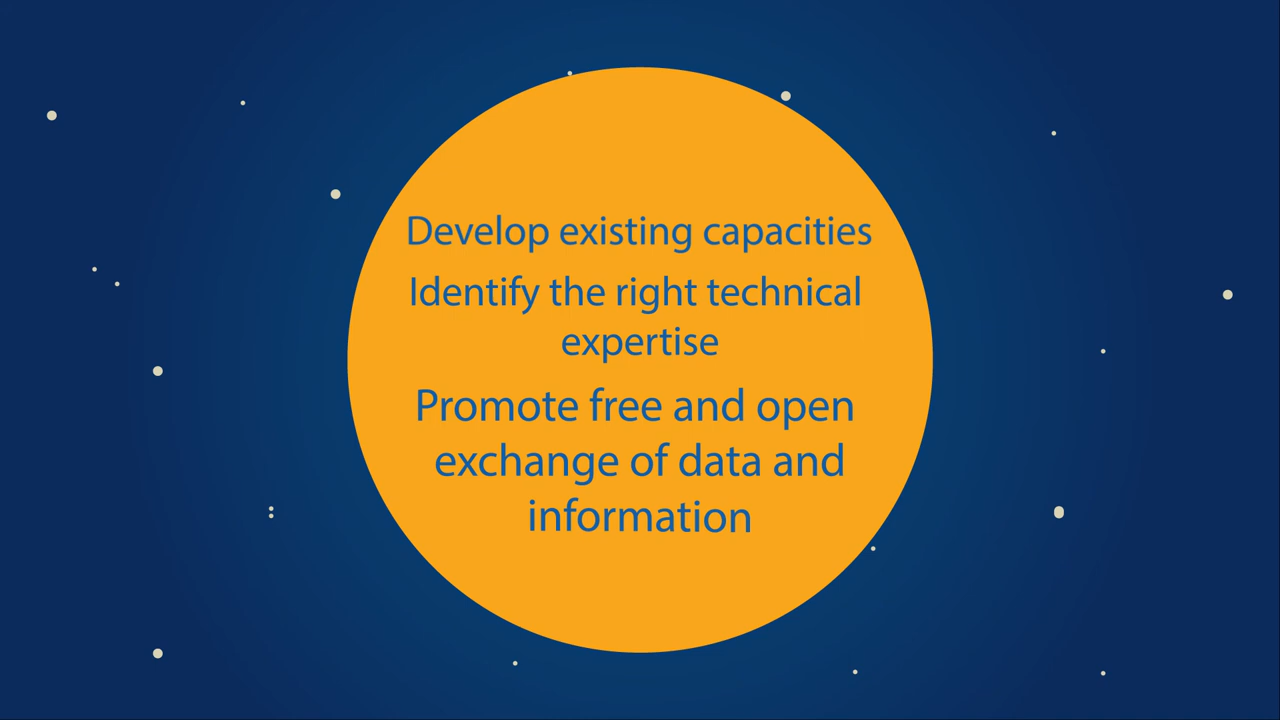 Develop existing capacities
Identify the right technical
expertise
Promote free and open
exchange of data and
information